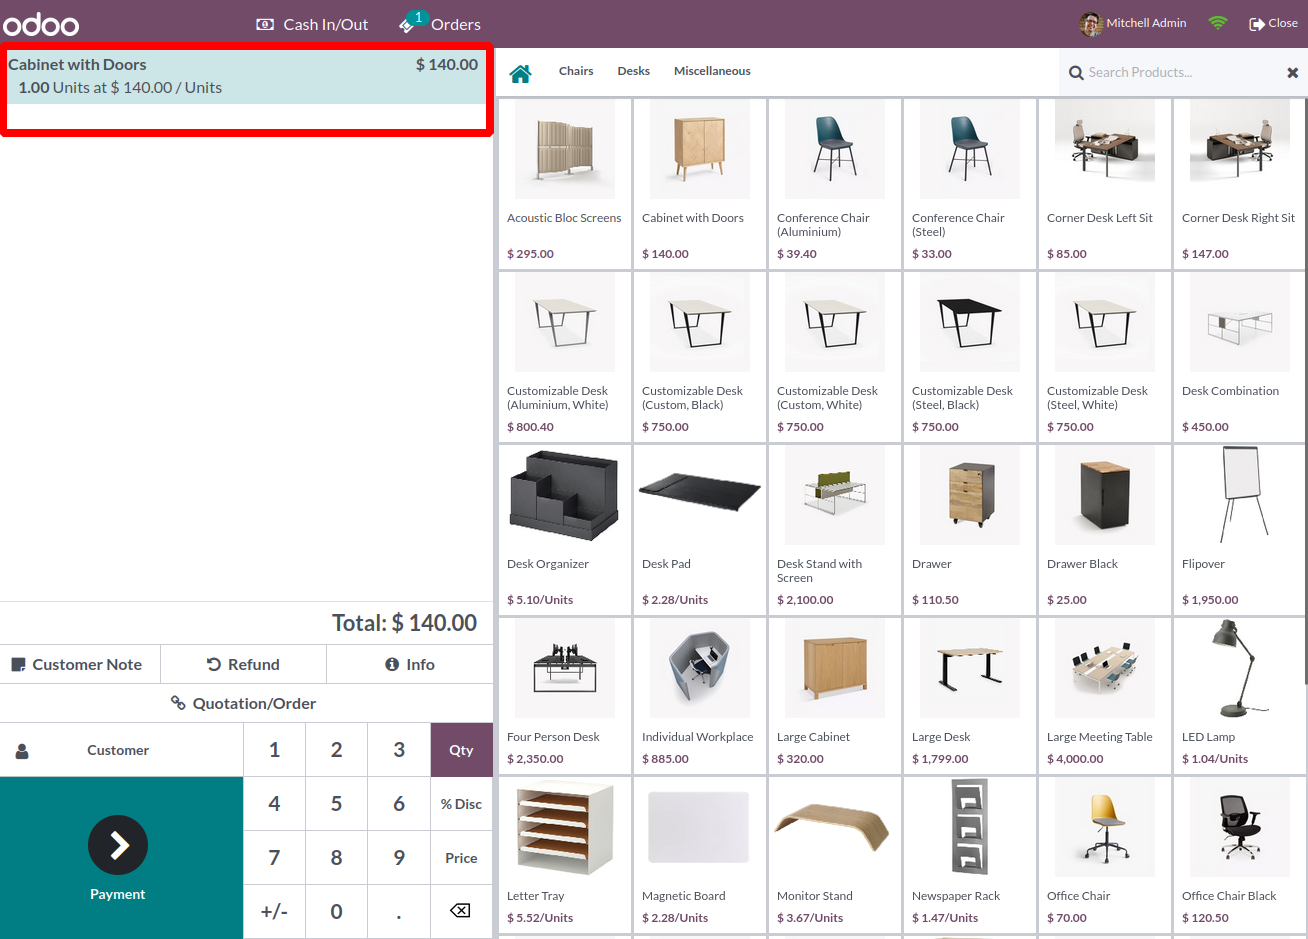 odoo
Cash In/Out
1
Orders
Mitchell Admin
Close
Cabinet with Doors $ 140.00
1.00 Units at $ 140.00 / Units
Chairs Desks Miscellaneous
Search Products...
Acoustic Bloc Screens
$ 295.00
Cabinet with Doors
$ 140.00
Conference Chair
(Aluminium)
$ 39.40
Conference Chair
(Steel)
$ 33.00
Corner Desk Left Sit
$ 85.00
Corner Desk Right Sit
$ 147.00
Customizable Desk
(Aluminium, White)
$ 800.40
Customizable Desk
(Custom, Black)
$ 750.00
Customizable Desk
(Custom, White)
$ 750.00
Customizable Desk
(Steel, Black)
$ 750.00
Customizable Desk
(Steel, White)
$ 750.00
Desk Combination
$ 450.00
Desk Organizer
$ 5.10/Units
Desk Pad
$ 2.28/Units
Desk Stand with
Screen
$ 2,100.00
Drawer
$ 110.50
Drawer Black
$ 25.00
Flipover
$ 1,950.00
Four Person Desk
$ 2,350.00
Individual Workplace
$ 885.00
Large Cabinet
$ 320.00
Large Desk
$ 1,799.00
Large Meeting Table
$ 4,000.00
LED Lamp
$ 1.04/Units
Letter Tray
$ 5.52/Units
Magnetic Board
$ 2.28/Units
Monitor Stand
$ 3.67/Units
Newspaper Rack
$ 1.47/Units
Office Chair
$ 70.00
Office Chair Black
$ 120.50
Total: $ 140.00
Customer Note Refund Info
Quotation/Order
Customer
Payment
1 2 3 Qty
4 5 6 % Disc
7 8 9 Price
+/- 0 .